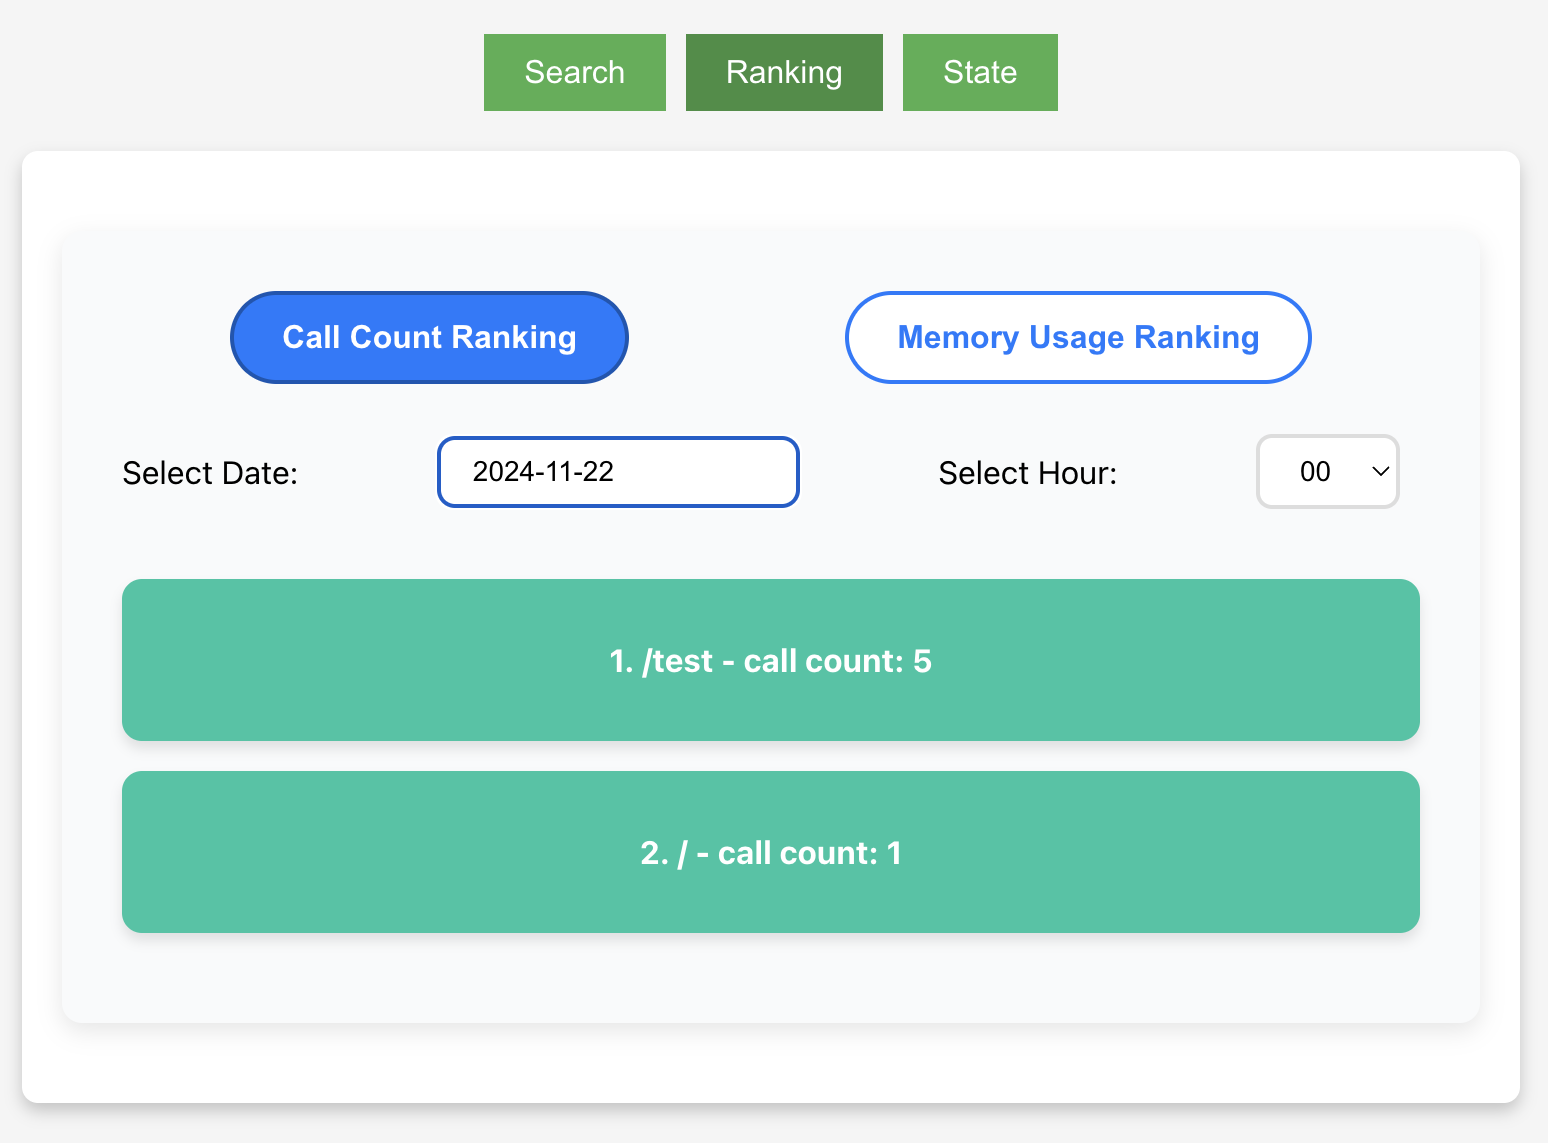 Search Ranking State
Call Count Ranking Memory Usage Ranking
Select Date: 2024-11-22 Select Hour: 00
1. /test - call count: 5
2. / - call count: 1